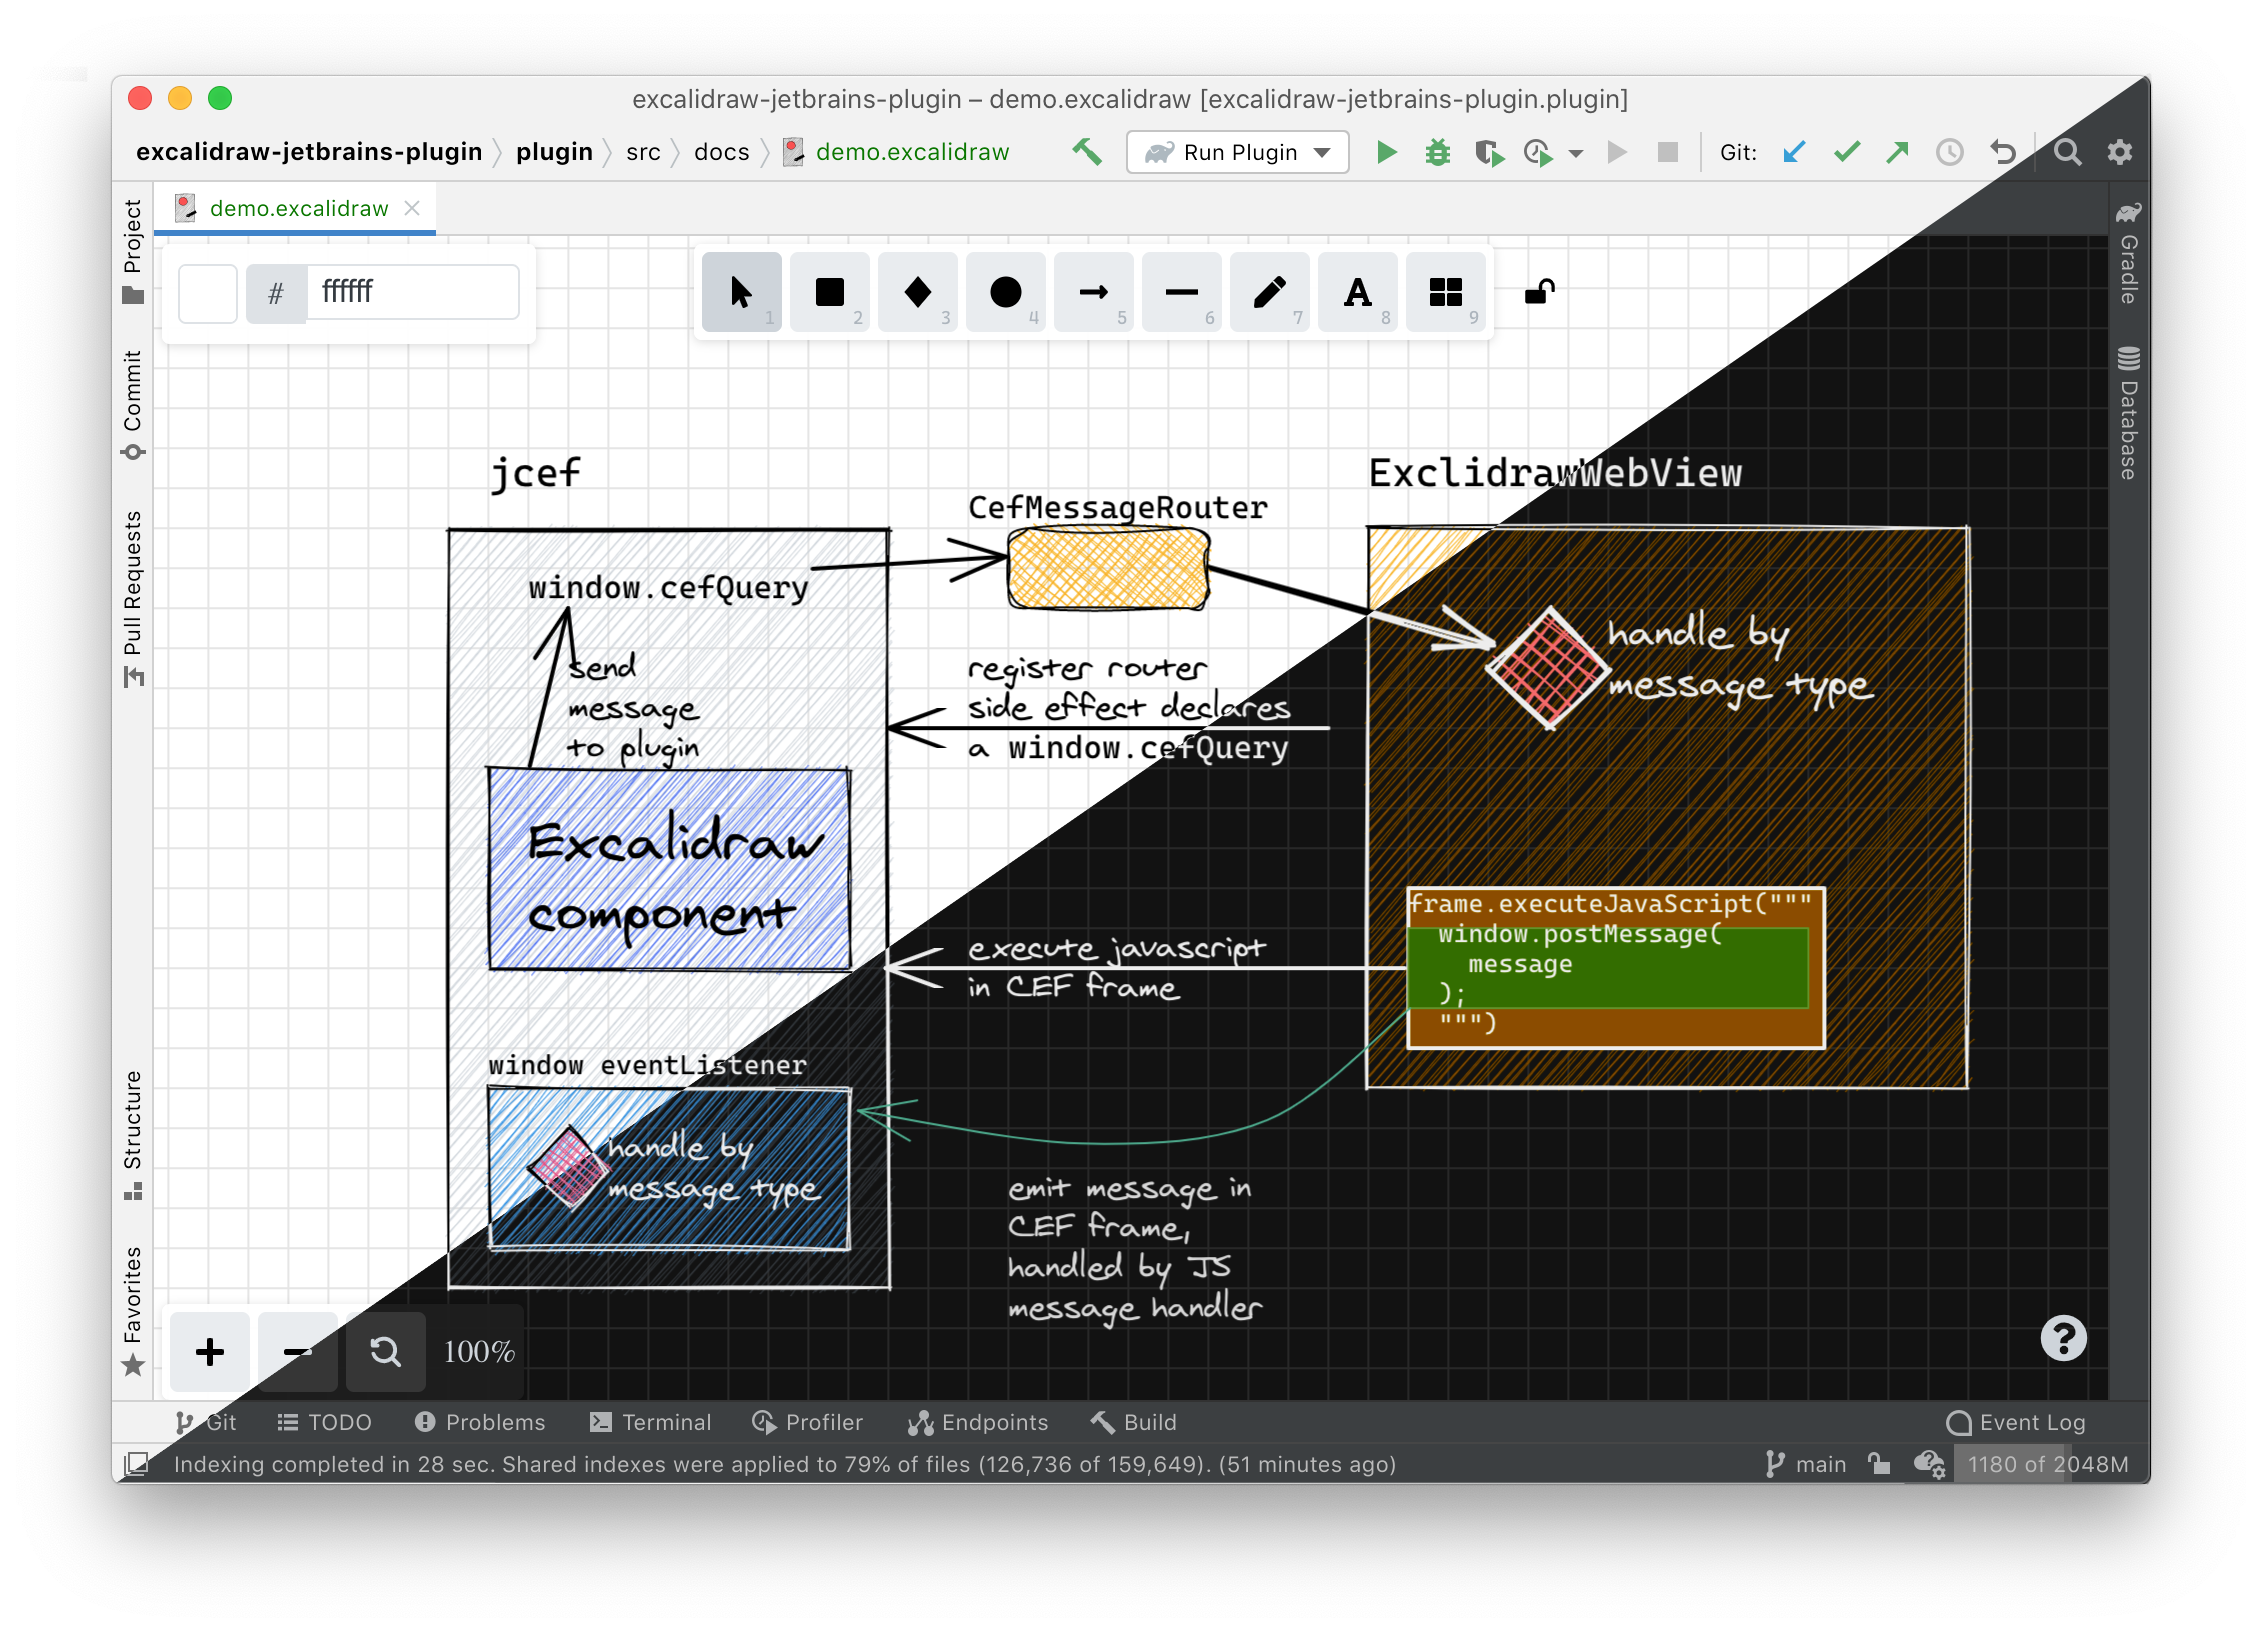 excalidraw-jetbrains-plugin – demo.excalidraw [excalidraw-jetbrains-plugin.plugin]
excalidraw-jetbrains-plugin plugin src docs demo.excalidraw
Run Plugin
Git:
demo.excalidraw
Project
Commit
Pull Requests
Structure
Favorites
Gradle
Database
# ffffff
1 2 3 4 5 6 7 A 8 9
jcef
CefMessageRouter
ExclidrawWebView
window.cefQuery
send
message
to plugin
Excalidraw
component
window eventListener
handle by
message type
register router
side effect declares
a window.cefQuery
execute javascript
in CEF frame
emit message in
CEF frame,
handled by JS
message handler
handle by
message type
frame.executeJavaScript("""
window.postMessage(
message
);
""")
+ − 100%
?
Git TODO Problems Terminal Profiler Endpoints Build Event Log
Indexing completed in 28 sec. Shared indexes were applied to 79% of files (126,736 of 159,649). (51 minutes ago)
main
1180 of 2048M